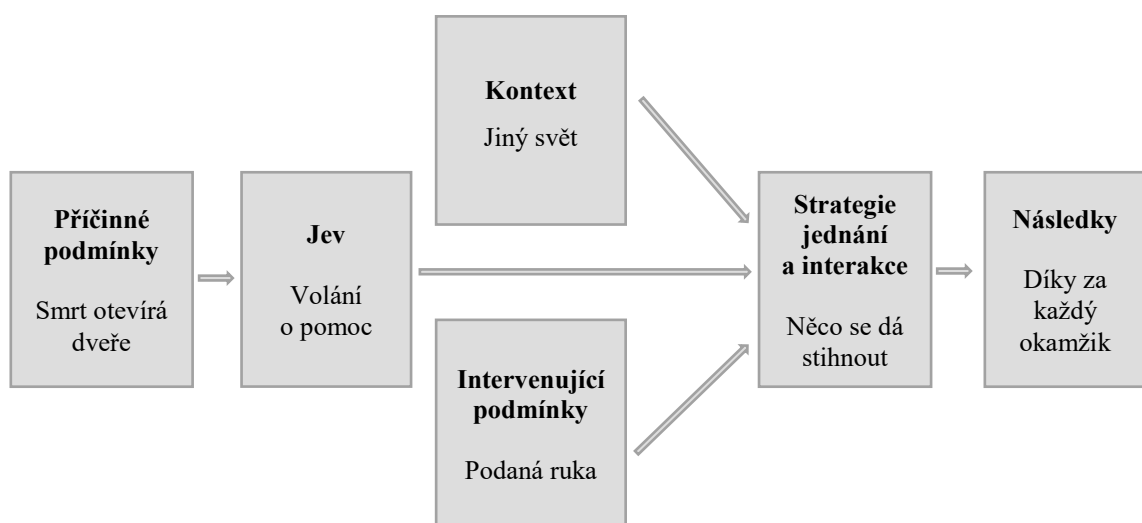 Příčinné
podmínky
Smrt otevírá
dveře
Jev
Volání
o pomoc
Kontext
Jiný svět
Intervenující
podmínky
Podaná ruka
Strategie
jednání
a interakce
Něco se dá
stihnout
Následky
Díky za
každý
okamžik